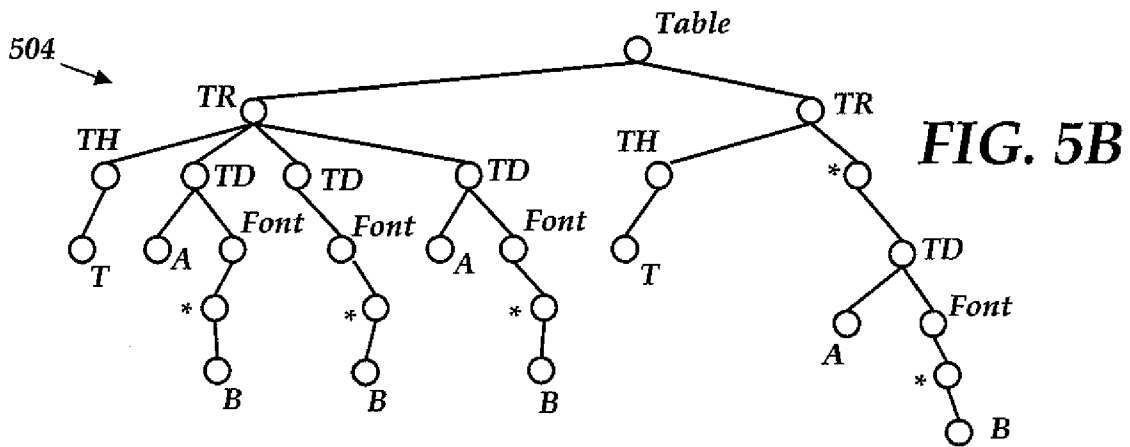 Table
504
TR TR
TH TH FIG. 5B
TD TD TD *
Font Font Font
T A A T TD
* * * Font
A
B B B *
B